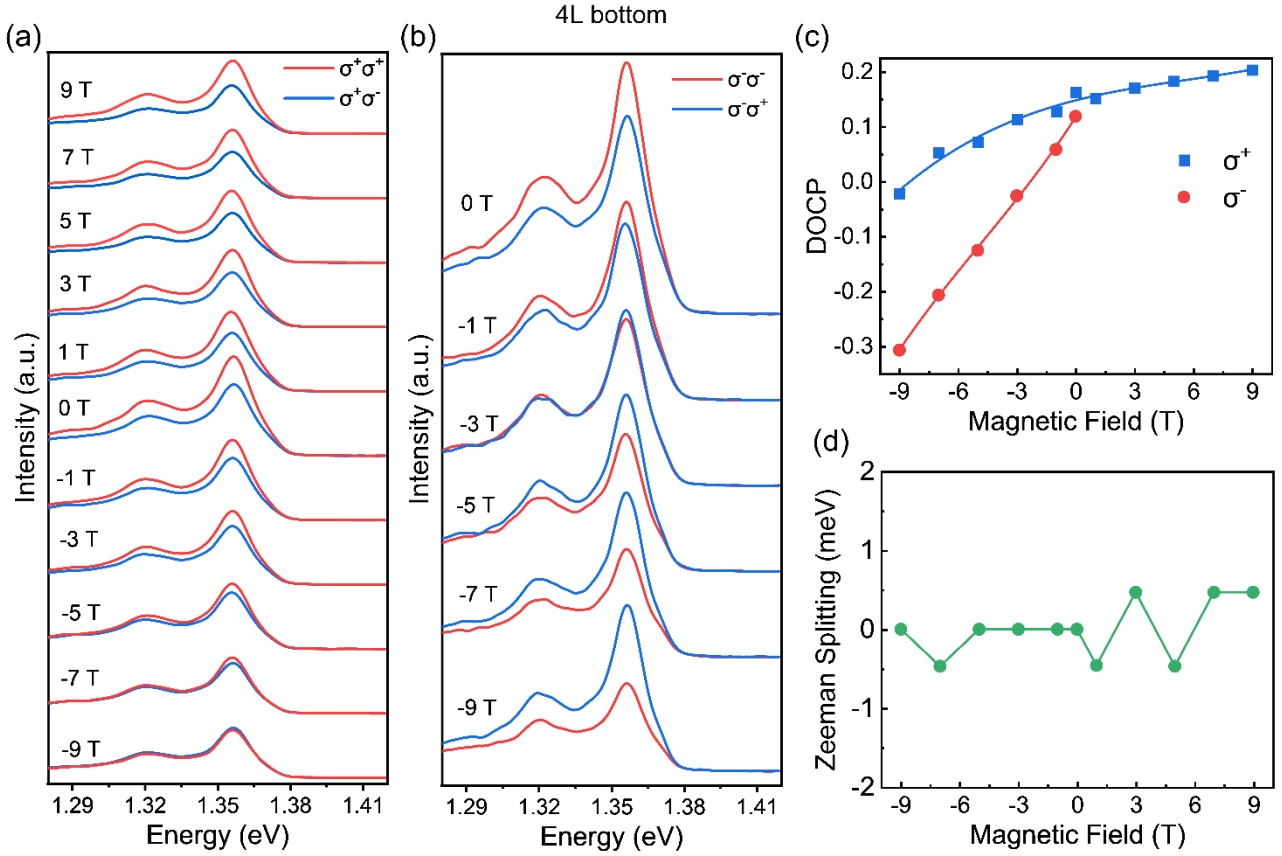 4L bottom
(a)
σ⁺σ⁺
σ⁺σ⁻
9 T
7 T
5 T
3 T
1 T
0 T
-1 T
-3 T
-5 T
-7 T
-9 T
Intensity (a.u.)
1.29 1.32 1.35 1.38 1.41
Energy (eV)
(b)
σ⁻σ⁻
σ⁻σ⁺
0 T
-1 T
-3 T
-5 T
-7 T
-9 T
Intensity (a.u.)
1.29 1.32 1.35 1.38 1.41
Energy (eV)
(c)
0.2
0.1
0.0
-0.1
-0.2
-0.3
DOCP
σ⁺
σ⁻
-9 -6 -3 0 3 6 9
Magnetic Field (T)
(d)
2
1
0
-1
-2
Zeeman Splitting (meV)
-9 -6 -3 0 3 6 9
Magnetic Field (T)